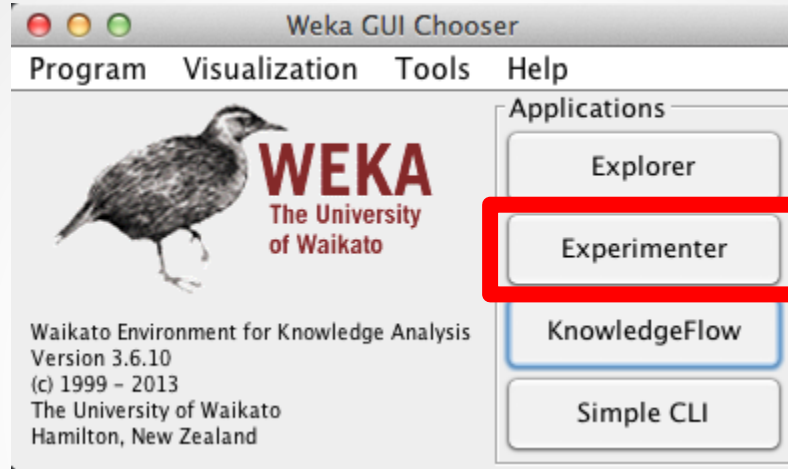 Weka GUI Chooser
Program Visualization Tools Help
WEKA
The University
of Waikato
Waikato Environment for Knowledge Analysis
Version 3.6.10
(c) 1999 - 2013
The University of Waikato
Hamilton, New Zealand
Applications
Explorer
Experimenter
KnowledgeFlow
Simple CLI